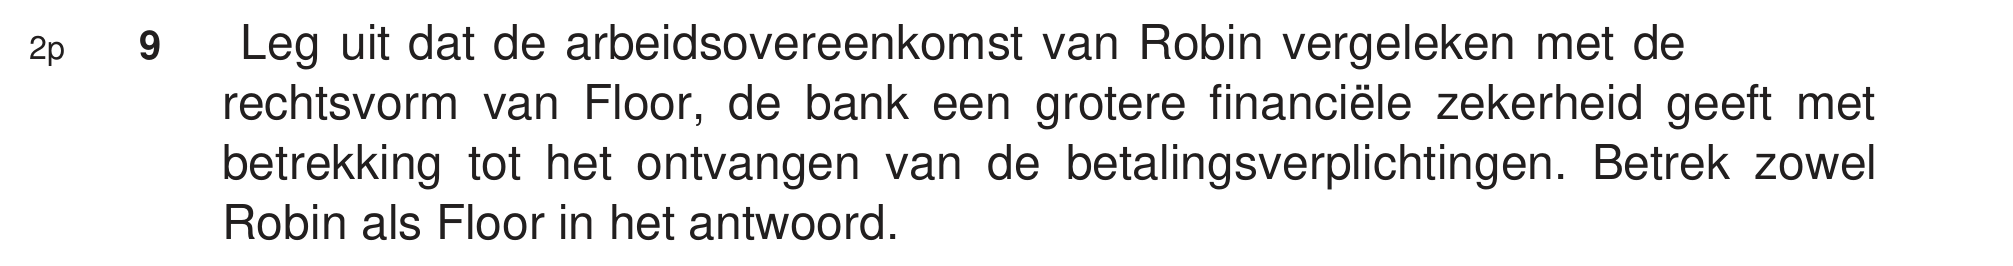 2p 9 Leg uit dat de arbeidsovereenkomst van Robin vergeleken met de
rechtsvorm van Floor, de bank een grotere financiële zekerheid geeft met
betrekking tot het ontvangen van de betalingsverplichtingen. Betrek zowel
Robin als Floor in het antwoord.